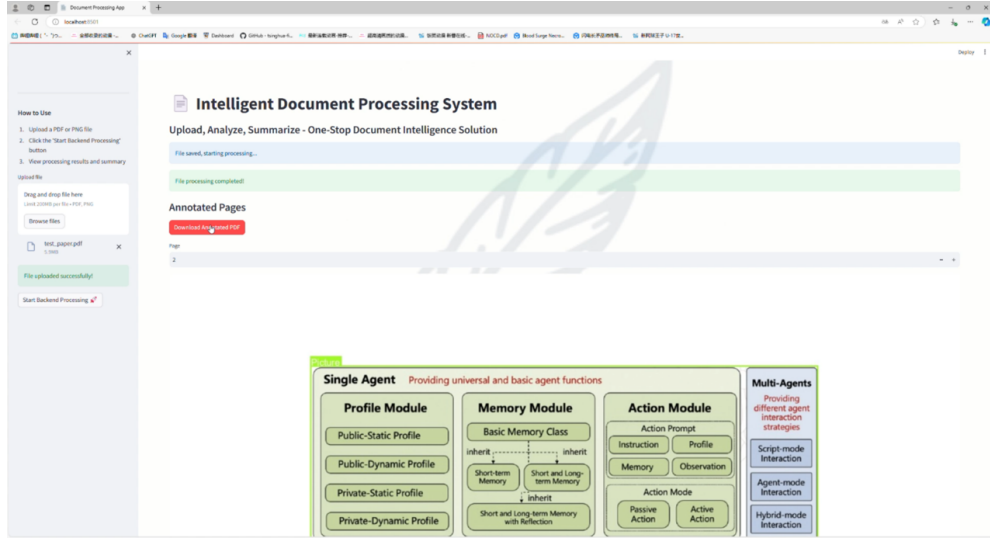 Document Processing App
localhost:8501
ChatGPT
Google 翻译
Dashboard
NOCS.pdf
Deploy
How to Use
1. Upload a PDF or PNG file
2. Click the 'Start Backend Processing'
button
3. View processing results and summary
Upload file
Drag and drop file here
Limit 200MB per file • PDF, PNG
Browse files
test_paper.pdf
File uploaded successfully!
Start Backend Processing
Intelligent Document Processing System
Upload, Analyze, Summarize - One-Stop Document Intelligence Solution
File saved, starting processing...
File processing completed!
Annotated Pages
Download Annotated PDF
Page
2
Picture
Single Agent Providing universal and basic agent functions
Profile Module
Public-Static Profile
Public-Dynamic Profile
Private-Static Profile
Private-Dynamic Profile
Memory Module
Basic Memory Class
inherit
inherit
Short-term
Memory
Short and Long-
term Memory
inherit
Short and Long-term Memory
with Reflection
Action Module
Action Prompt
Instruction
Profile
Memory
Observation
Action Mode
Passive
Action
Active
Action
Multi-Agents
Providing
different agent
interaction
strategies
Script-mode
Interaction
Agent-mode
Interaction
Hybrid-mode
Interaction